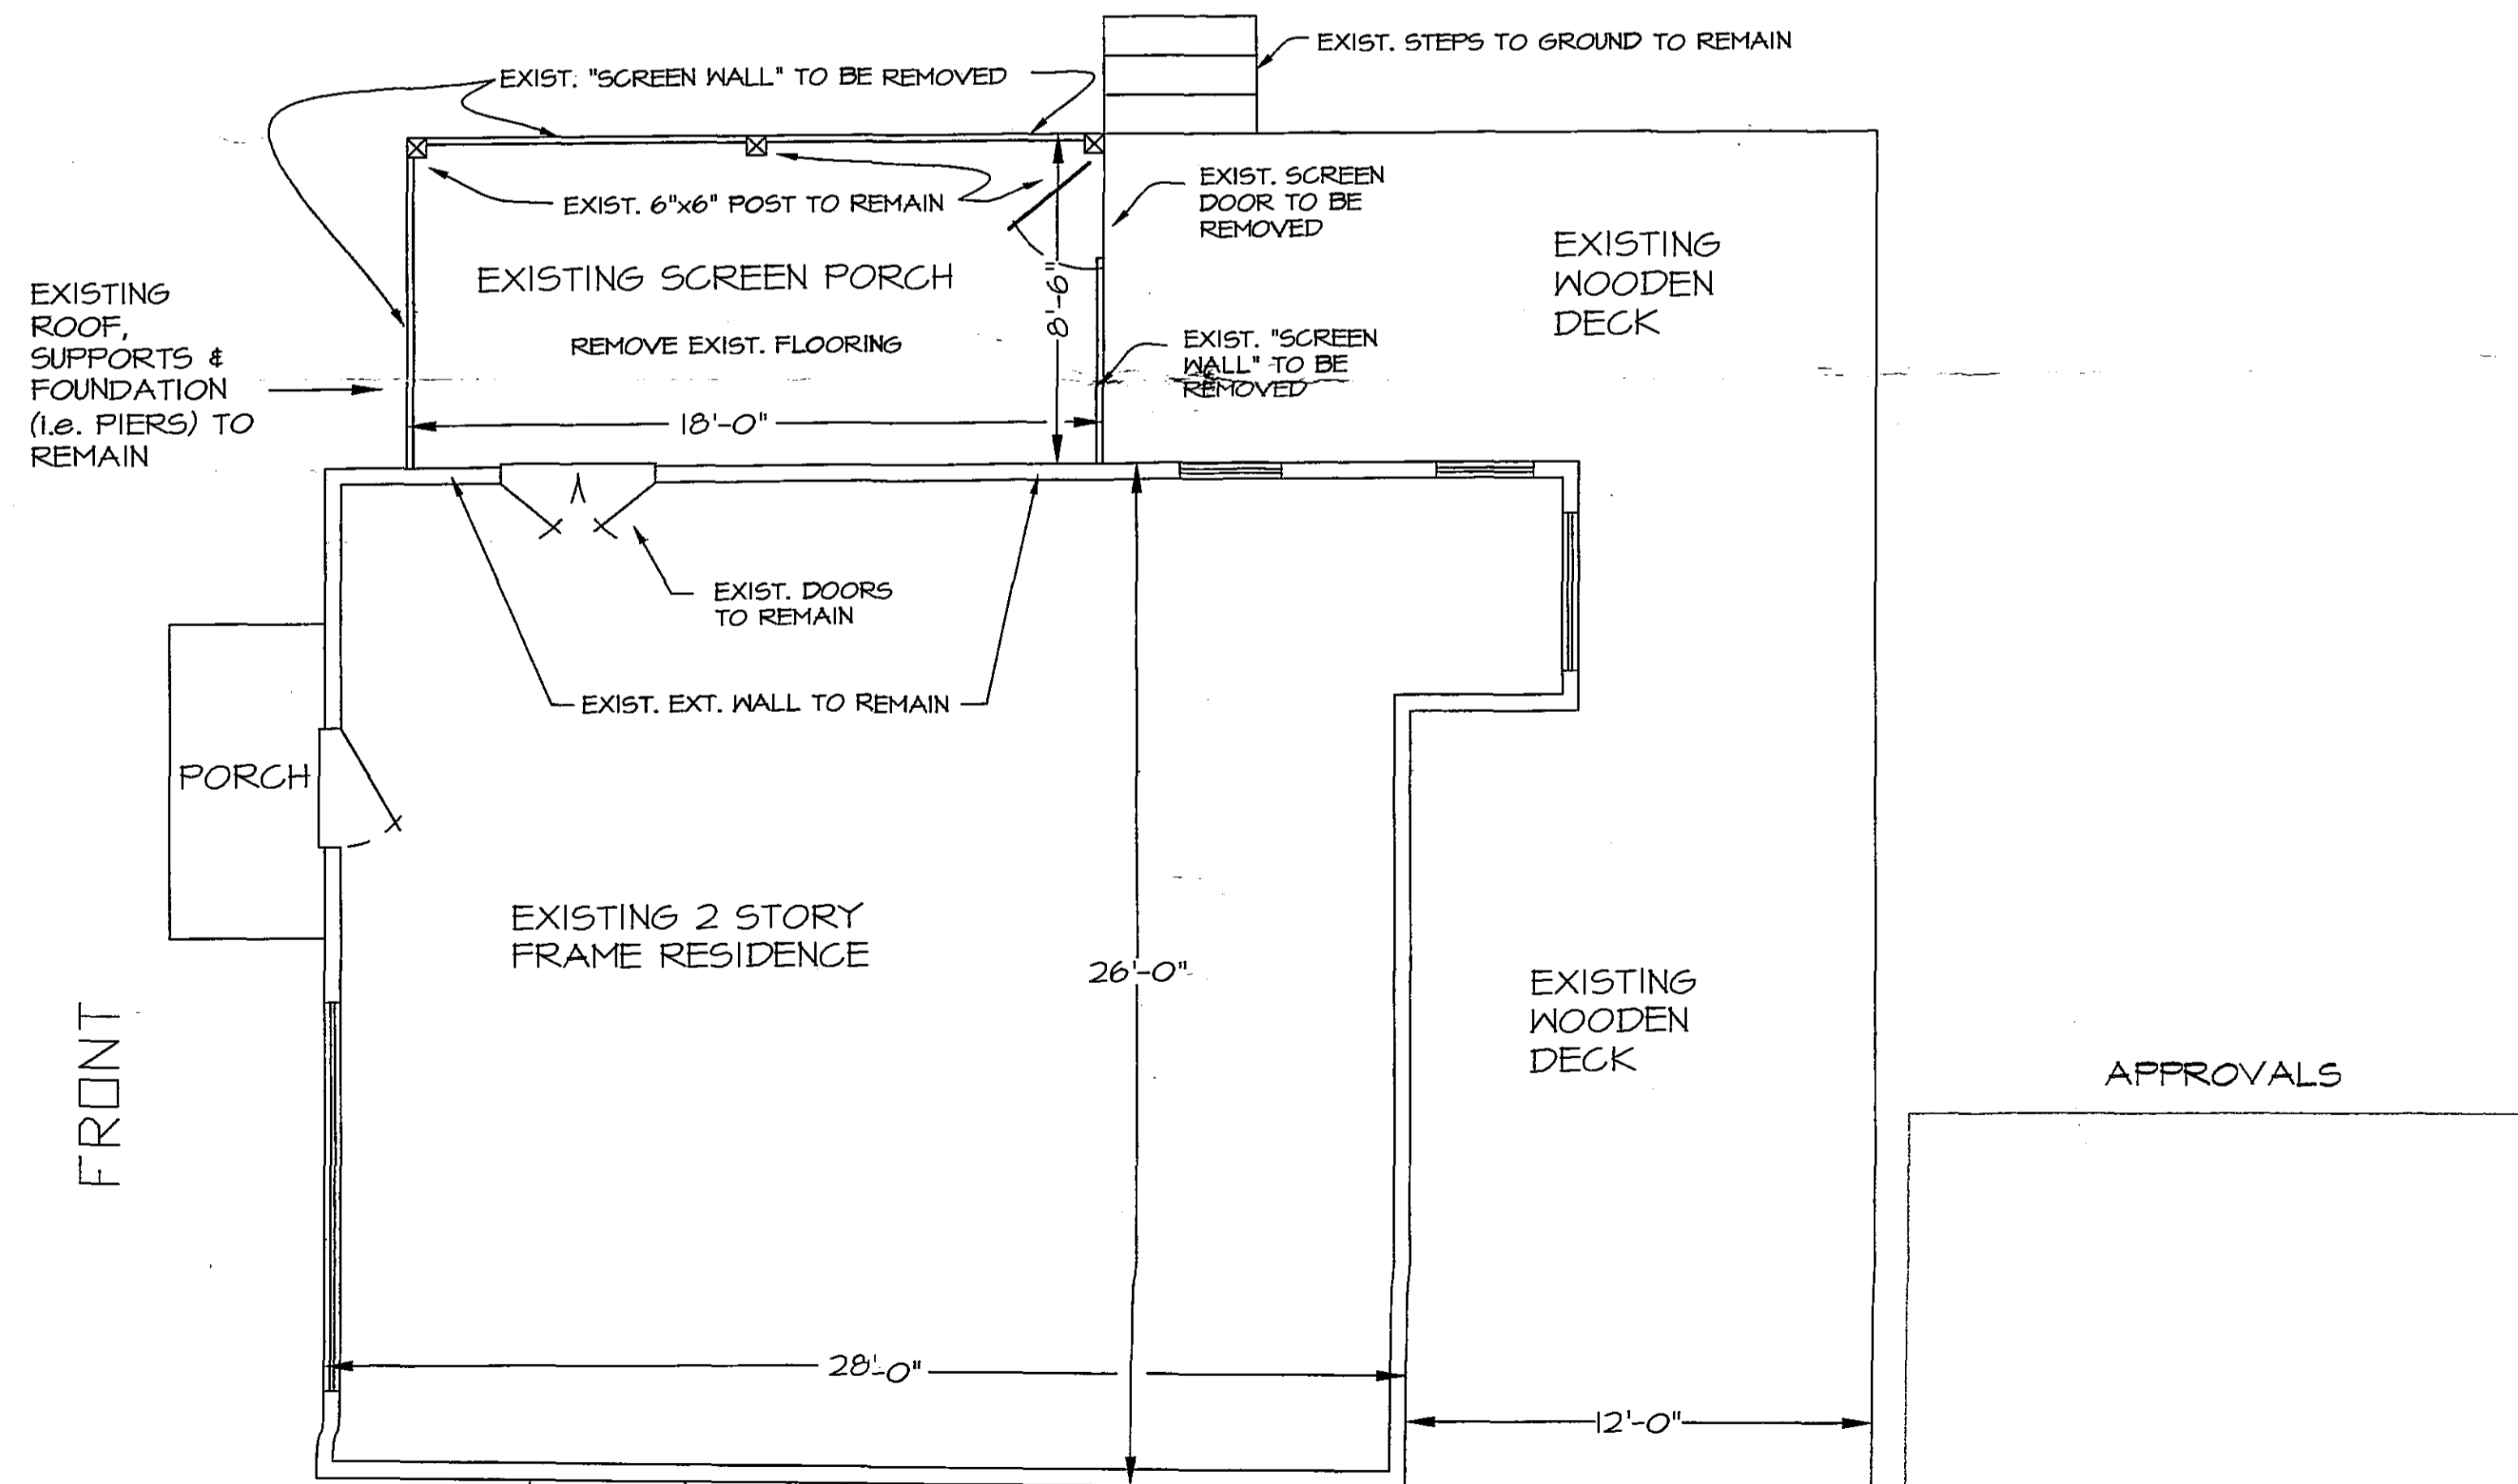 EXIST. STEPS TO GROUND TO REMAIN
EXIST. "SCREEN WALL" TO BE REMOVED
EXIST. SCREEN
DOOR TO BE
REMOVED
EXIST. 6"x6" POST TO REMAIN
EXISTING
WOODEN
DECK
EXISTING SCREEN PORCH
8'-6"
EXISTING
ROOF,
SUPPORTS &
FOUNDATION
(i.e. PIERS) TO
REMAIN
REMOVE EXIST. FLOORING
EXIST. "SCREEN
WALL" TO BE
REMOVED
18'-0"
EXIST. DOORS
TO REMAIN
EXIST. EXT. WALL TO REMAIN
PORCH
EXISTING 2 STORY
FRAME RESIDENCE
26'-0"
EXISTING
WOODEN
DECK
FRONT
APPROVALS
28'-0"
12'-0"